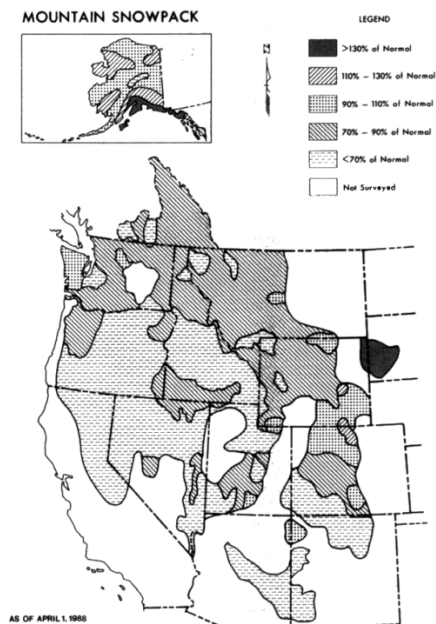 MOUNTAIN SNOWPACK
LEGEND
>130% of Normal
110% – 130% of Normal
90% – 110% of Normal
70% – 90% of Normal
<70% of Normal
Not Surveyed
N
AS OF APRIL 1, 1988